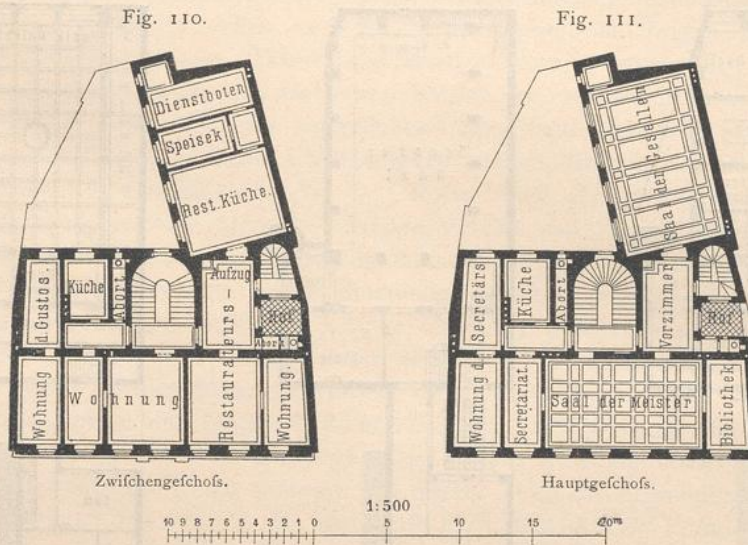 Fig. 110.
Dienstboten
Speisek
Rest. Küche.
d. Custos.
Küche
Abort
Aufzug
Hof
Abort
Wohnung
Wohnung
Restaurateurs-
Wohnung.
Zwischengeschoſs.
Fig. 111.
Saal der Gesellen
Secretärs
Küche
Abort
Vorzimmer
Hof
Wohnung d.
Secretariat.
Saal der Meister
Bibliothek
Hauptgeschoſs.
1:500
10 9 8 7 6 5 4 3 2 1 0 5 10 15 20m